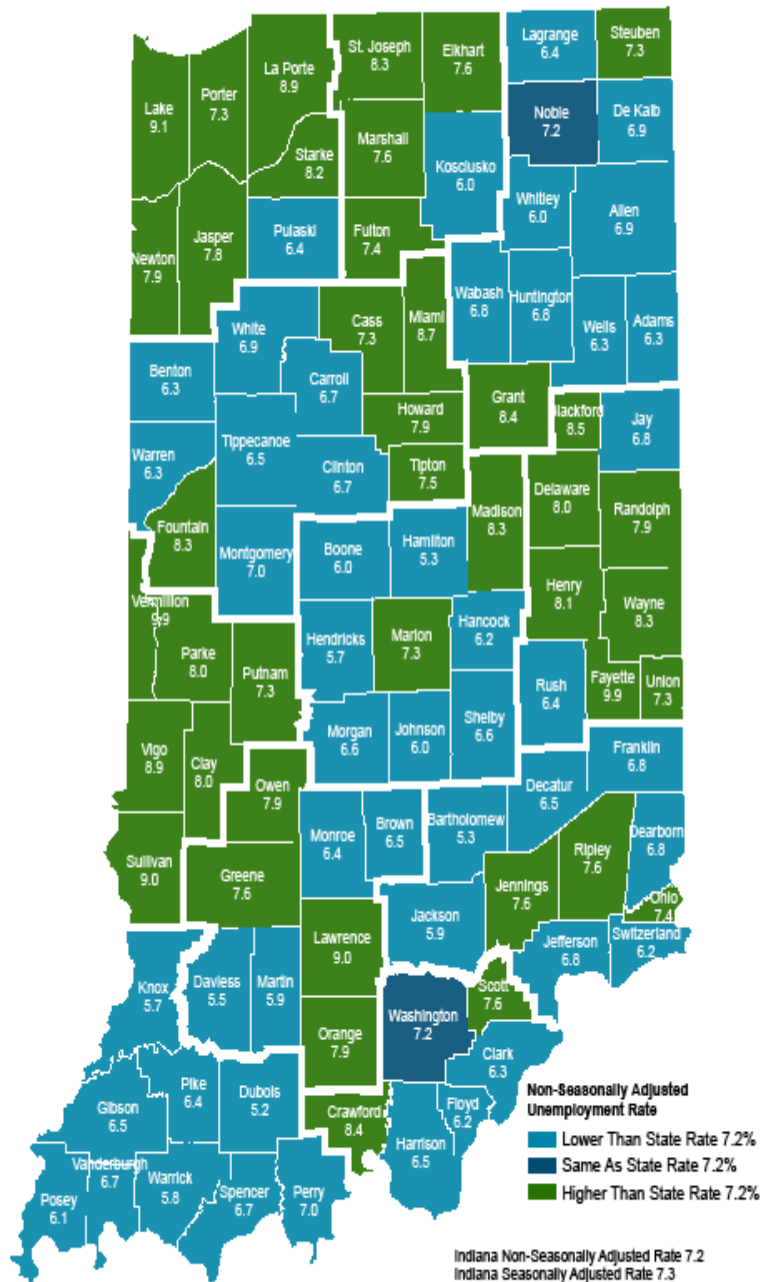 St. Joseph
8.3
Elkhart
7.6
Lagrange
6.4
Steuben
7.3
La Porte
8.9
Porter
7.3
Lake
9.1
Noble
7.2
De Kalb
6.9
Marshall
7.6
Starke
8.2
Kosciusko
6.0
Whitley
6.0
Allen
6.9
Pulaski
6.4
Fulton
7.4
Jasper
7.8
Newton
7.9
Wabash
6.8
Huntington
6.8
Wells
6.3
Adams
6.3
White
6.9
Cass
7.3
Miami
8.7
Benton
6.3
Carroll
6.7
Grant
8.4
Blackford
8.5
Jay
6.8
Howard
7.9
Warren
6.3
Tippecanoe
6.5
Clinton
6.7
Tipton
7.5
Madison
8.3
Delaware
8.0
Randolph
7.9
Fountain
8.3
Montgomery
7.0
Boone
6.0
Hamilton
5.3
Henry
8.1
Wayne
8.3
Vermillion
9.9
Parke
8.0
Putnam
7.3
Hendricks
5.7
Marion
7.3
Hancock
6.2
Rush
6.4
Fayette
9.9
Union
7.3
Vigo
8.9
Clay
8.0
Owen
7.9
Morgan
6.6
Johnson
6.0
Shelby
6.6
Franklin
6.8
Decatur
6.5
Sullivan
9.0
Greene
7.6
Monroe
6.4
Brown
6.5
Bartholomew
5.3
Ripley
7.6
Dearborn
6.8
Jennings
7.6
Ohio
7.4
Jackson
5.9
Lawrence
9.0
Jefferson
6.8
Switzerland
6.2
Knox
5.7
Daviess
5.5
Martin
5.9
Orange
7.9
Washington
7.2
Scott
7.6
Clark
6.3
Pike
6.4
Dubois
5.2
Gibson
6.5
Crawford
8.4
Floyd
6.2
Harrison
6.5
Posey
6.1
Vanderburgh
6.7
Warrick
5.8
Spencer
6.7
Perry
7.0
Non-Seasonally Adjusted
Unemployment Rate
Lower Than State Rate 7.2%
Same As State Rate 7.2%
Higher Than State Rate 7.2%
Indiana Non-Seasonally Adjusted Rate 7.2
Indiana Seasonally Adjusted Rate 7.3